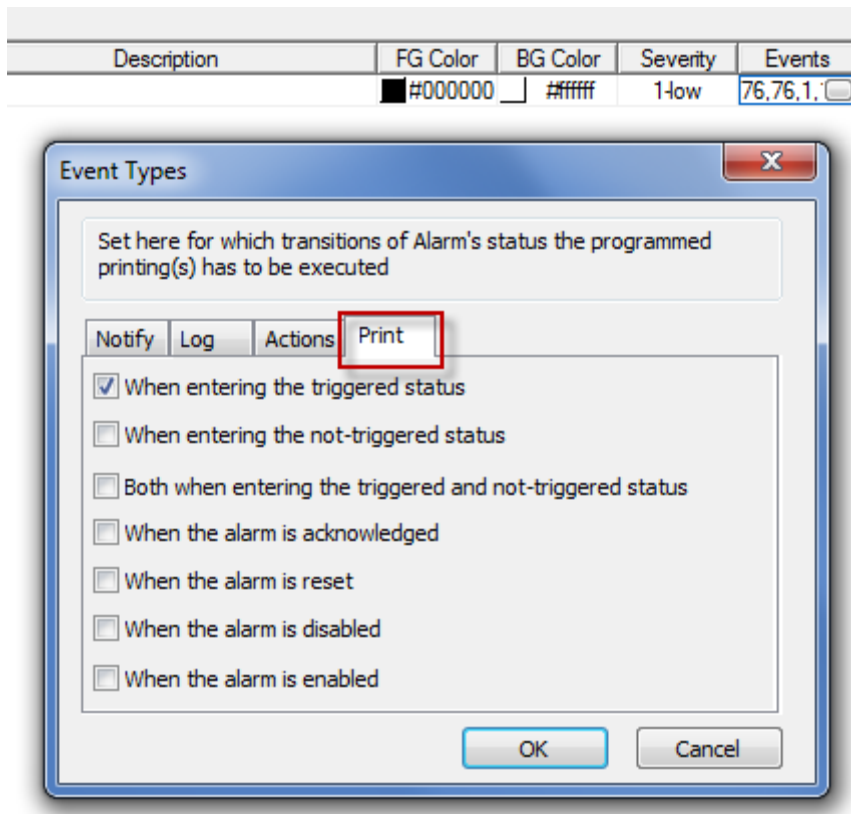 Description FG Color BG Color Severity Events
#000000 #ffffff 1-low 76,76,1,
Event Types
Set here for which transitions of Alarm's status the programmed
printing(s) has to be executed
Notify Log Actions Print
When entering the triggered status
When entering the not-triggered status
Both when entering the triggered and not-triggered status
When the alarm is acknowledged
When the alarm is reset
When the alarm is disabled
When the alarm is enabled
OK Cancel